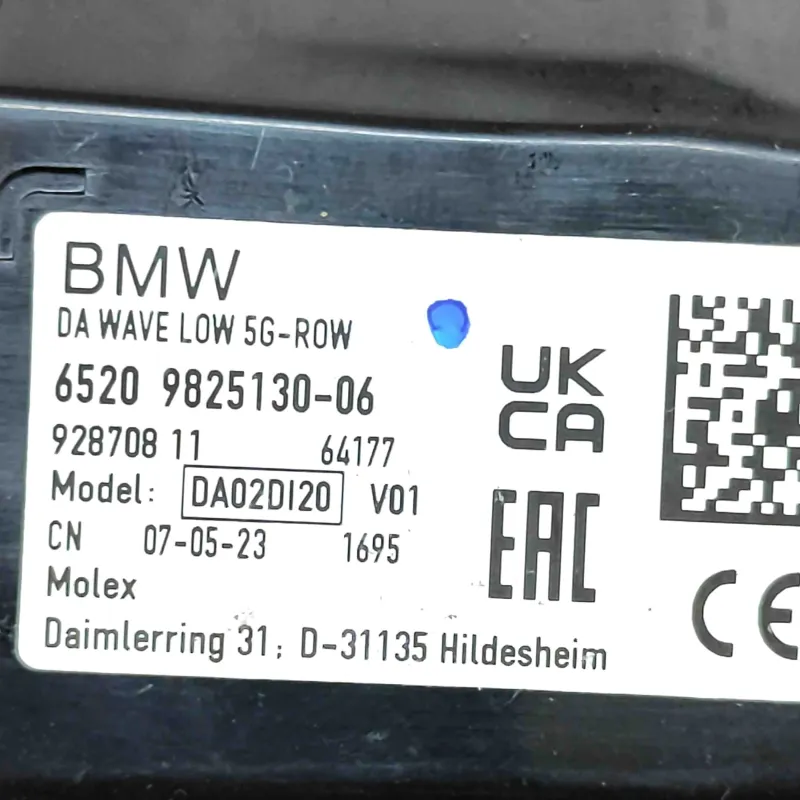 BMW
DA WAVE LOW 5G-ROW
6520 9825130-06
928708 11 64177
Model: DA02DI20 V01
CN 07-05-23 1695
Molex
Daimlerring 31; D-31135 Hildesheim
UK
CA
EAC
CE